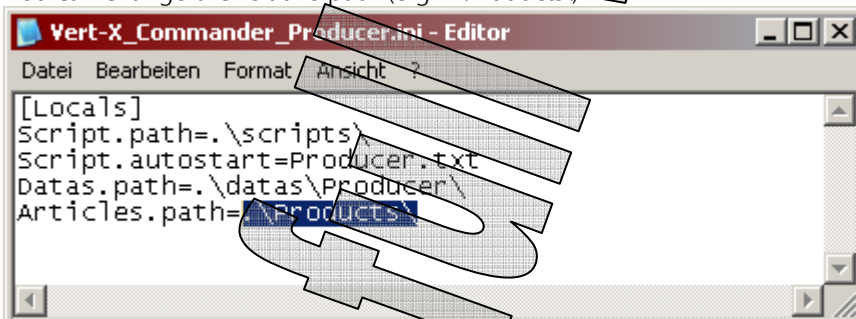 Vert-X_Commander_Producer.ini - Editor
Datei Bearbeiten Format Ansicht ?
[Locals]
Script.path=.\scripts\
Script.autostart=Producer.txt
Datas.path=.\datas\Producer\
Articles.path=.\Products\